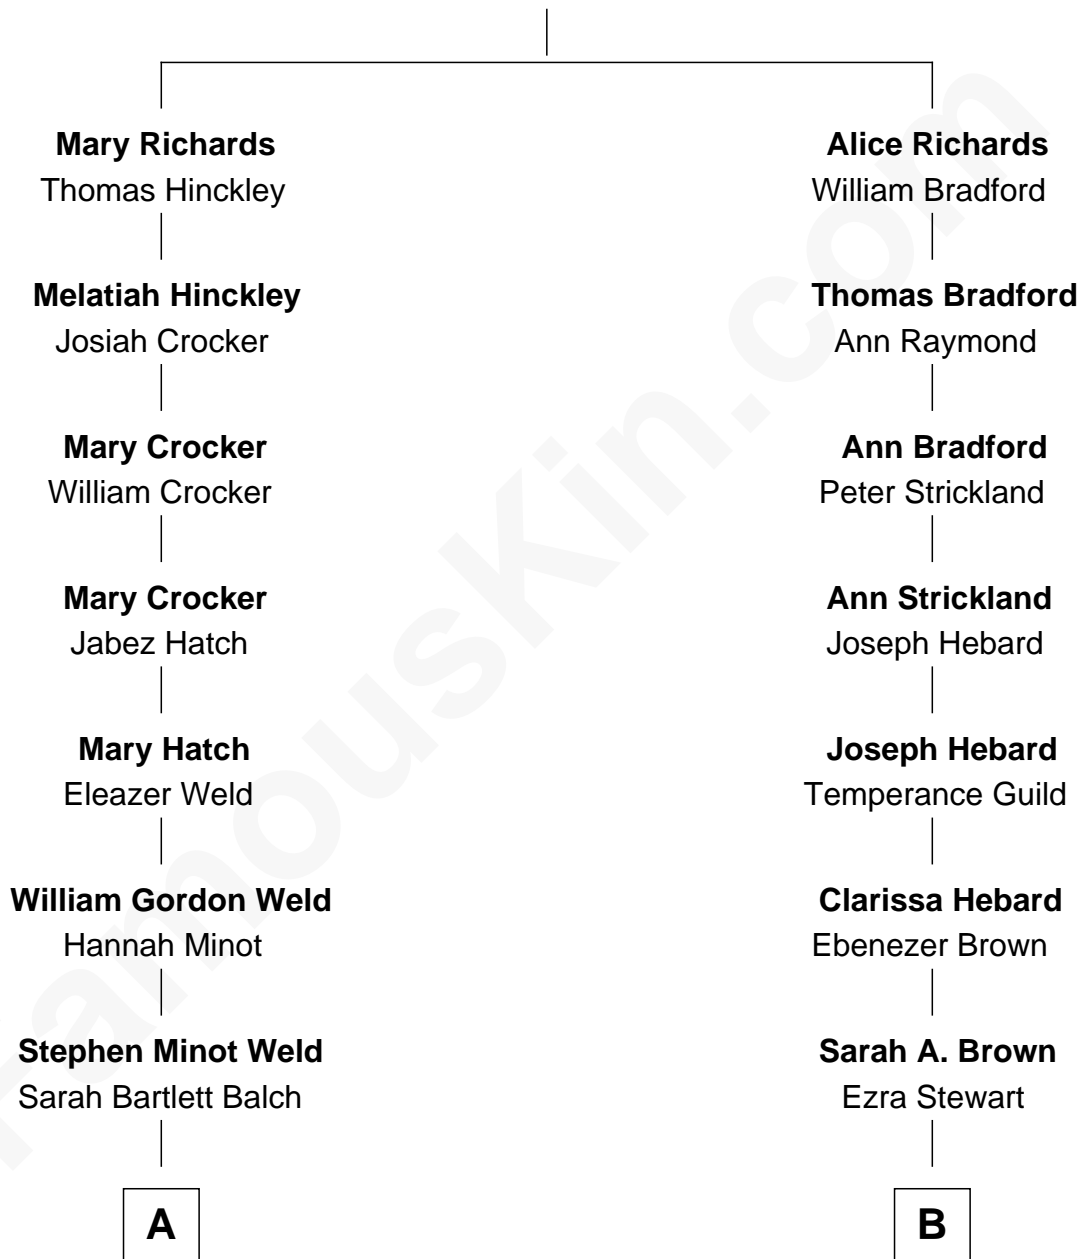 Mary Richards
Thomas Hinckley
Melatiah Hinckley
Josiah Crocker
Mary Crocker
William Crocker
Mary Crocker
Jabez Hatch
Mary Hatch
Eleazer Weld
William Gordon Weld
Hannah Minot
Stephen Minot Weld
Sarah Bartlett Balch
A
Alice Richards
William Bradford
Thomas Bradford
Ann Raymond
Ann Bradford
Peter Strickland
Ann Strickland
Joseph Hebard
Joseph Hebard
Temperance Guild
Clarissa Hebard
Ebenezer Brown
Sarah A. Brown
Ezra Stewart
B
FamousKin.com